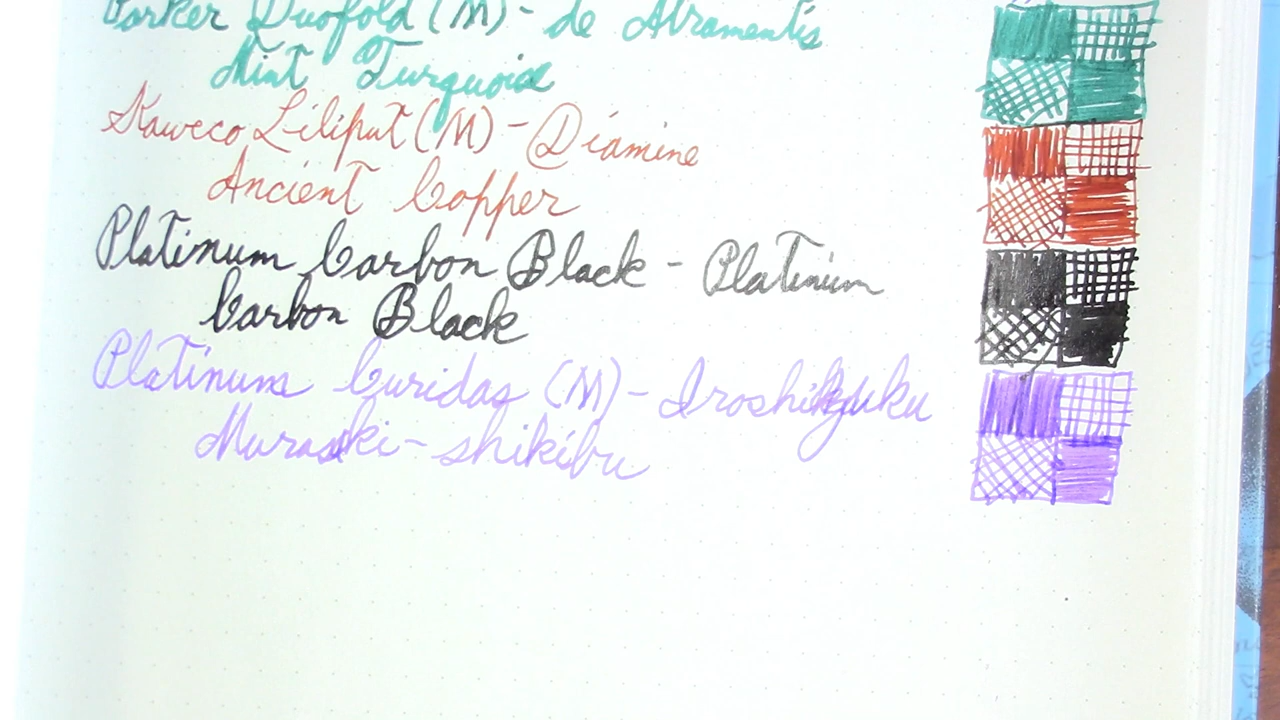 Parker Duofold (M) - de Atramentis
Mint Turquoise
Kaweco Liliput (M) - Diamine
Ancient Copper
Platinum Carbon Black - Platinum
Carbon Black
Platinum Curidas (M) - Iroshizuku
Murasaki-shikibu